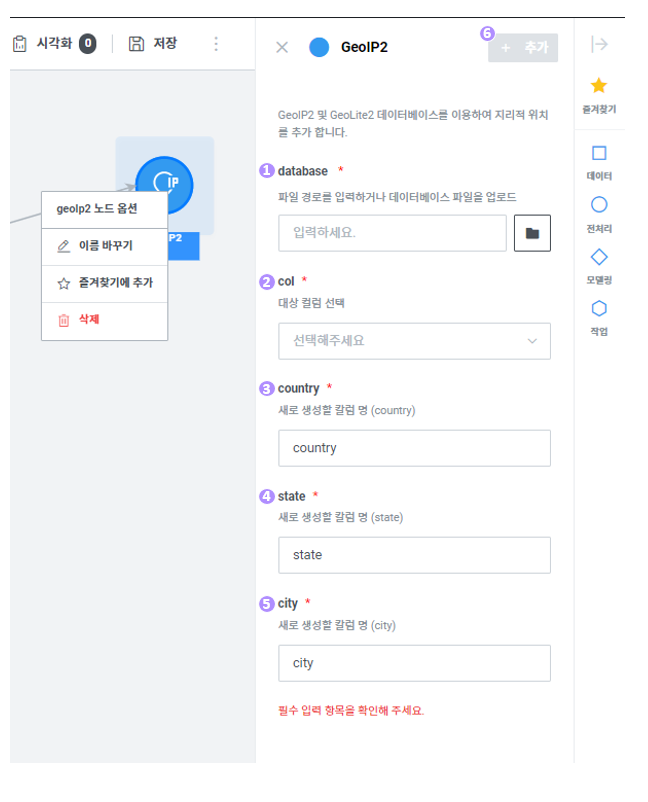 시각화 0
저장
GeoIP2
6
+ 추가
즐겨찾기
데이터
전처리
모델링
작업
IP
P2
geoIp2 노드 옵션
이름 바꾸기
즐겨찾기에 추가
삭제
GeoIP2 및 GeoLite2 데이터베이스를 이용하여 지리적 위치
를 추가 합니다.
1 database *
파일 경로를 입력하거나 데이터베이스 파일을 업로드
입력하세요.
2 col *
대상 컬럼 선택
선택해주세요
3 country *
새로 생성할 칼럼 명 (country)
country
4 state *
새로 생성할 칼럼 명 (state)
state
5 city *
새로 생성할 칼럼 명 (city)
city
필수 입력 항목을 확인해 주세요.